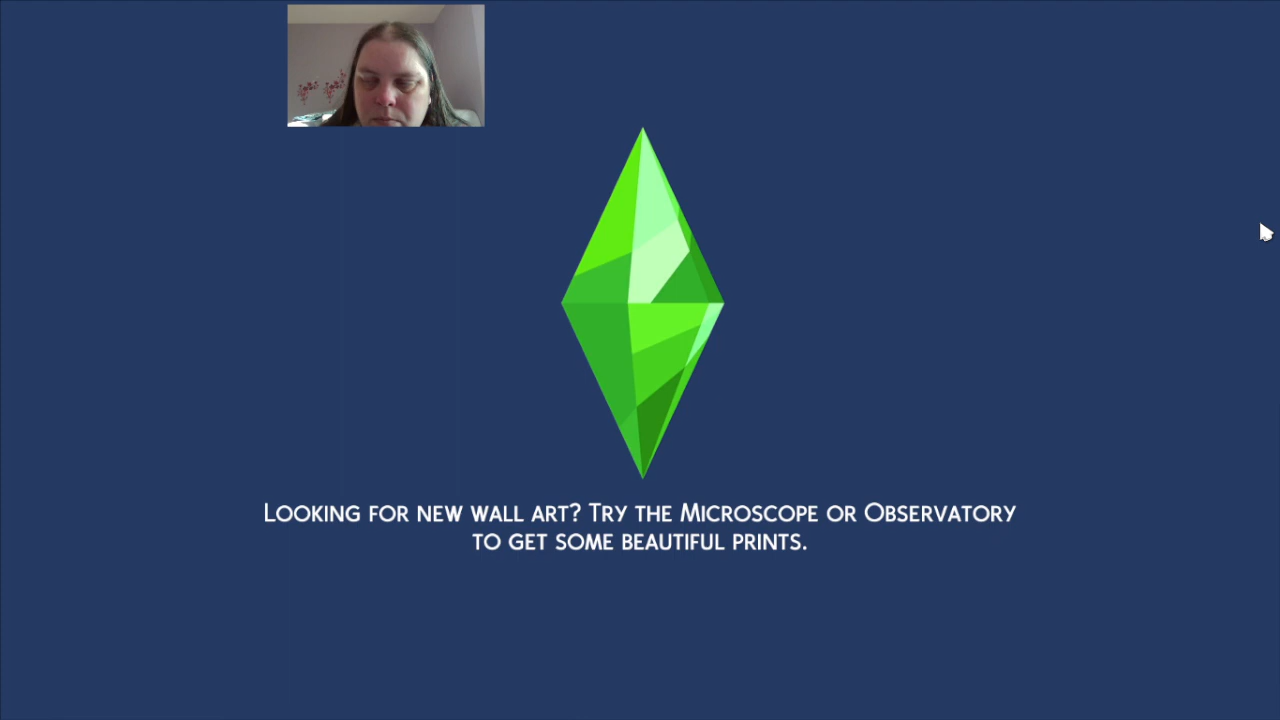 Looking for new wall art? Try the Microscope or Observatory
to get some beautiful prints.